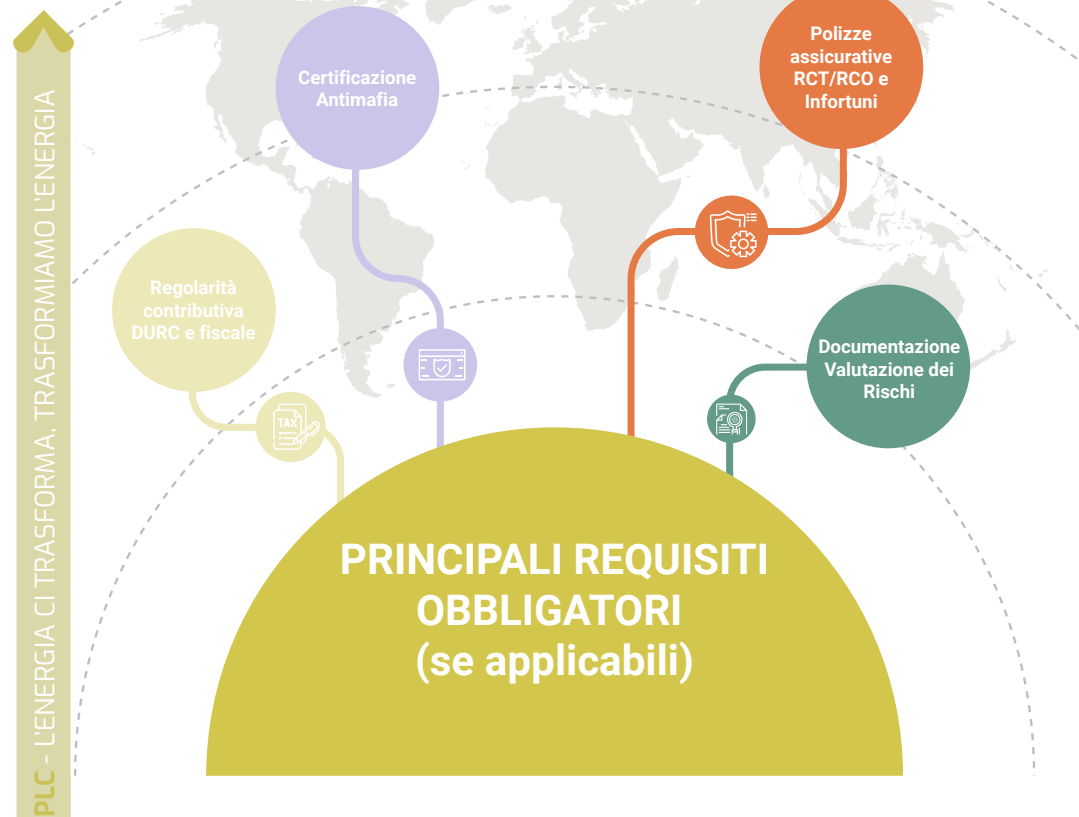 Certificazione
Antimafia
Polizze
assicurative
RCT/RCO e
Infortuni
Regolarità
contributiva
DURC e fiscale
Documentazione
Valutazione dei
Rischi
TAX
PRINCIPALI REQUISITI
OBBLIGATORI
(se applicabili)
PLC - L'ENERGIA CI TRASFORMA, TRASFORMIAMO L'ENERGIA